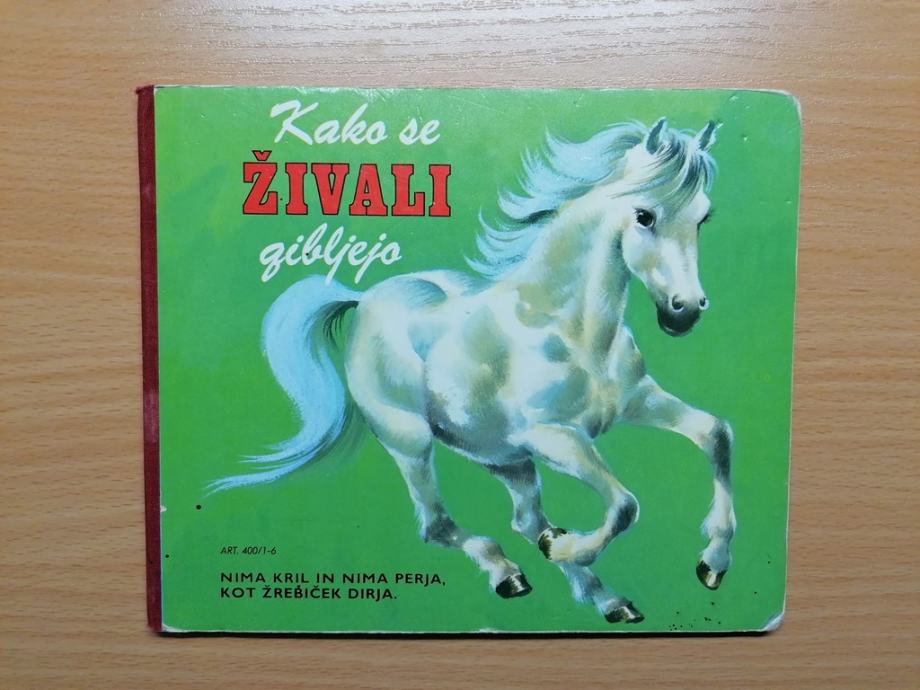 Kako se
ŽIVALI
gibljejo
ART. 400/1-6
NIMA KRIL IN NIMA PERJA,
KOT ŽREBIČEK DIRJA.